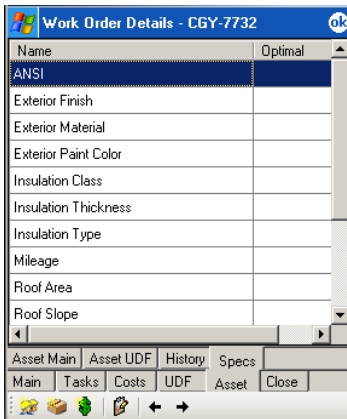 Work Order Details - CGY-7732 ok
Name Optimal
ANSI
Exterior Finish
Exterior Material
Exterior Paint Color
Insulation Class
Insulation Thickness
Insulation Type
Mileage
Roof Area
Roof Slope
Asset Main Asset UDF History Specs
Main Tasks Costs UDF Asset Close